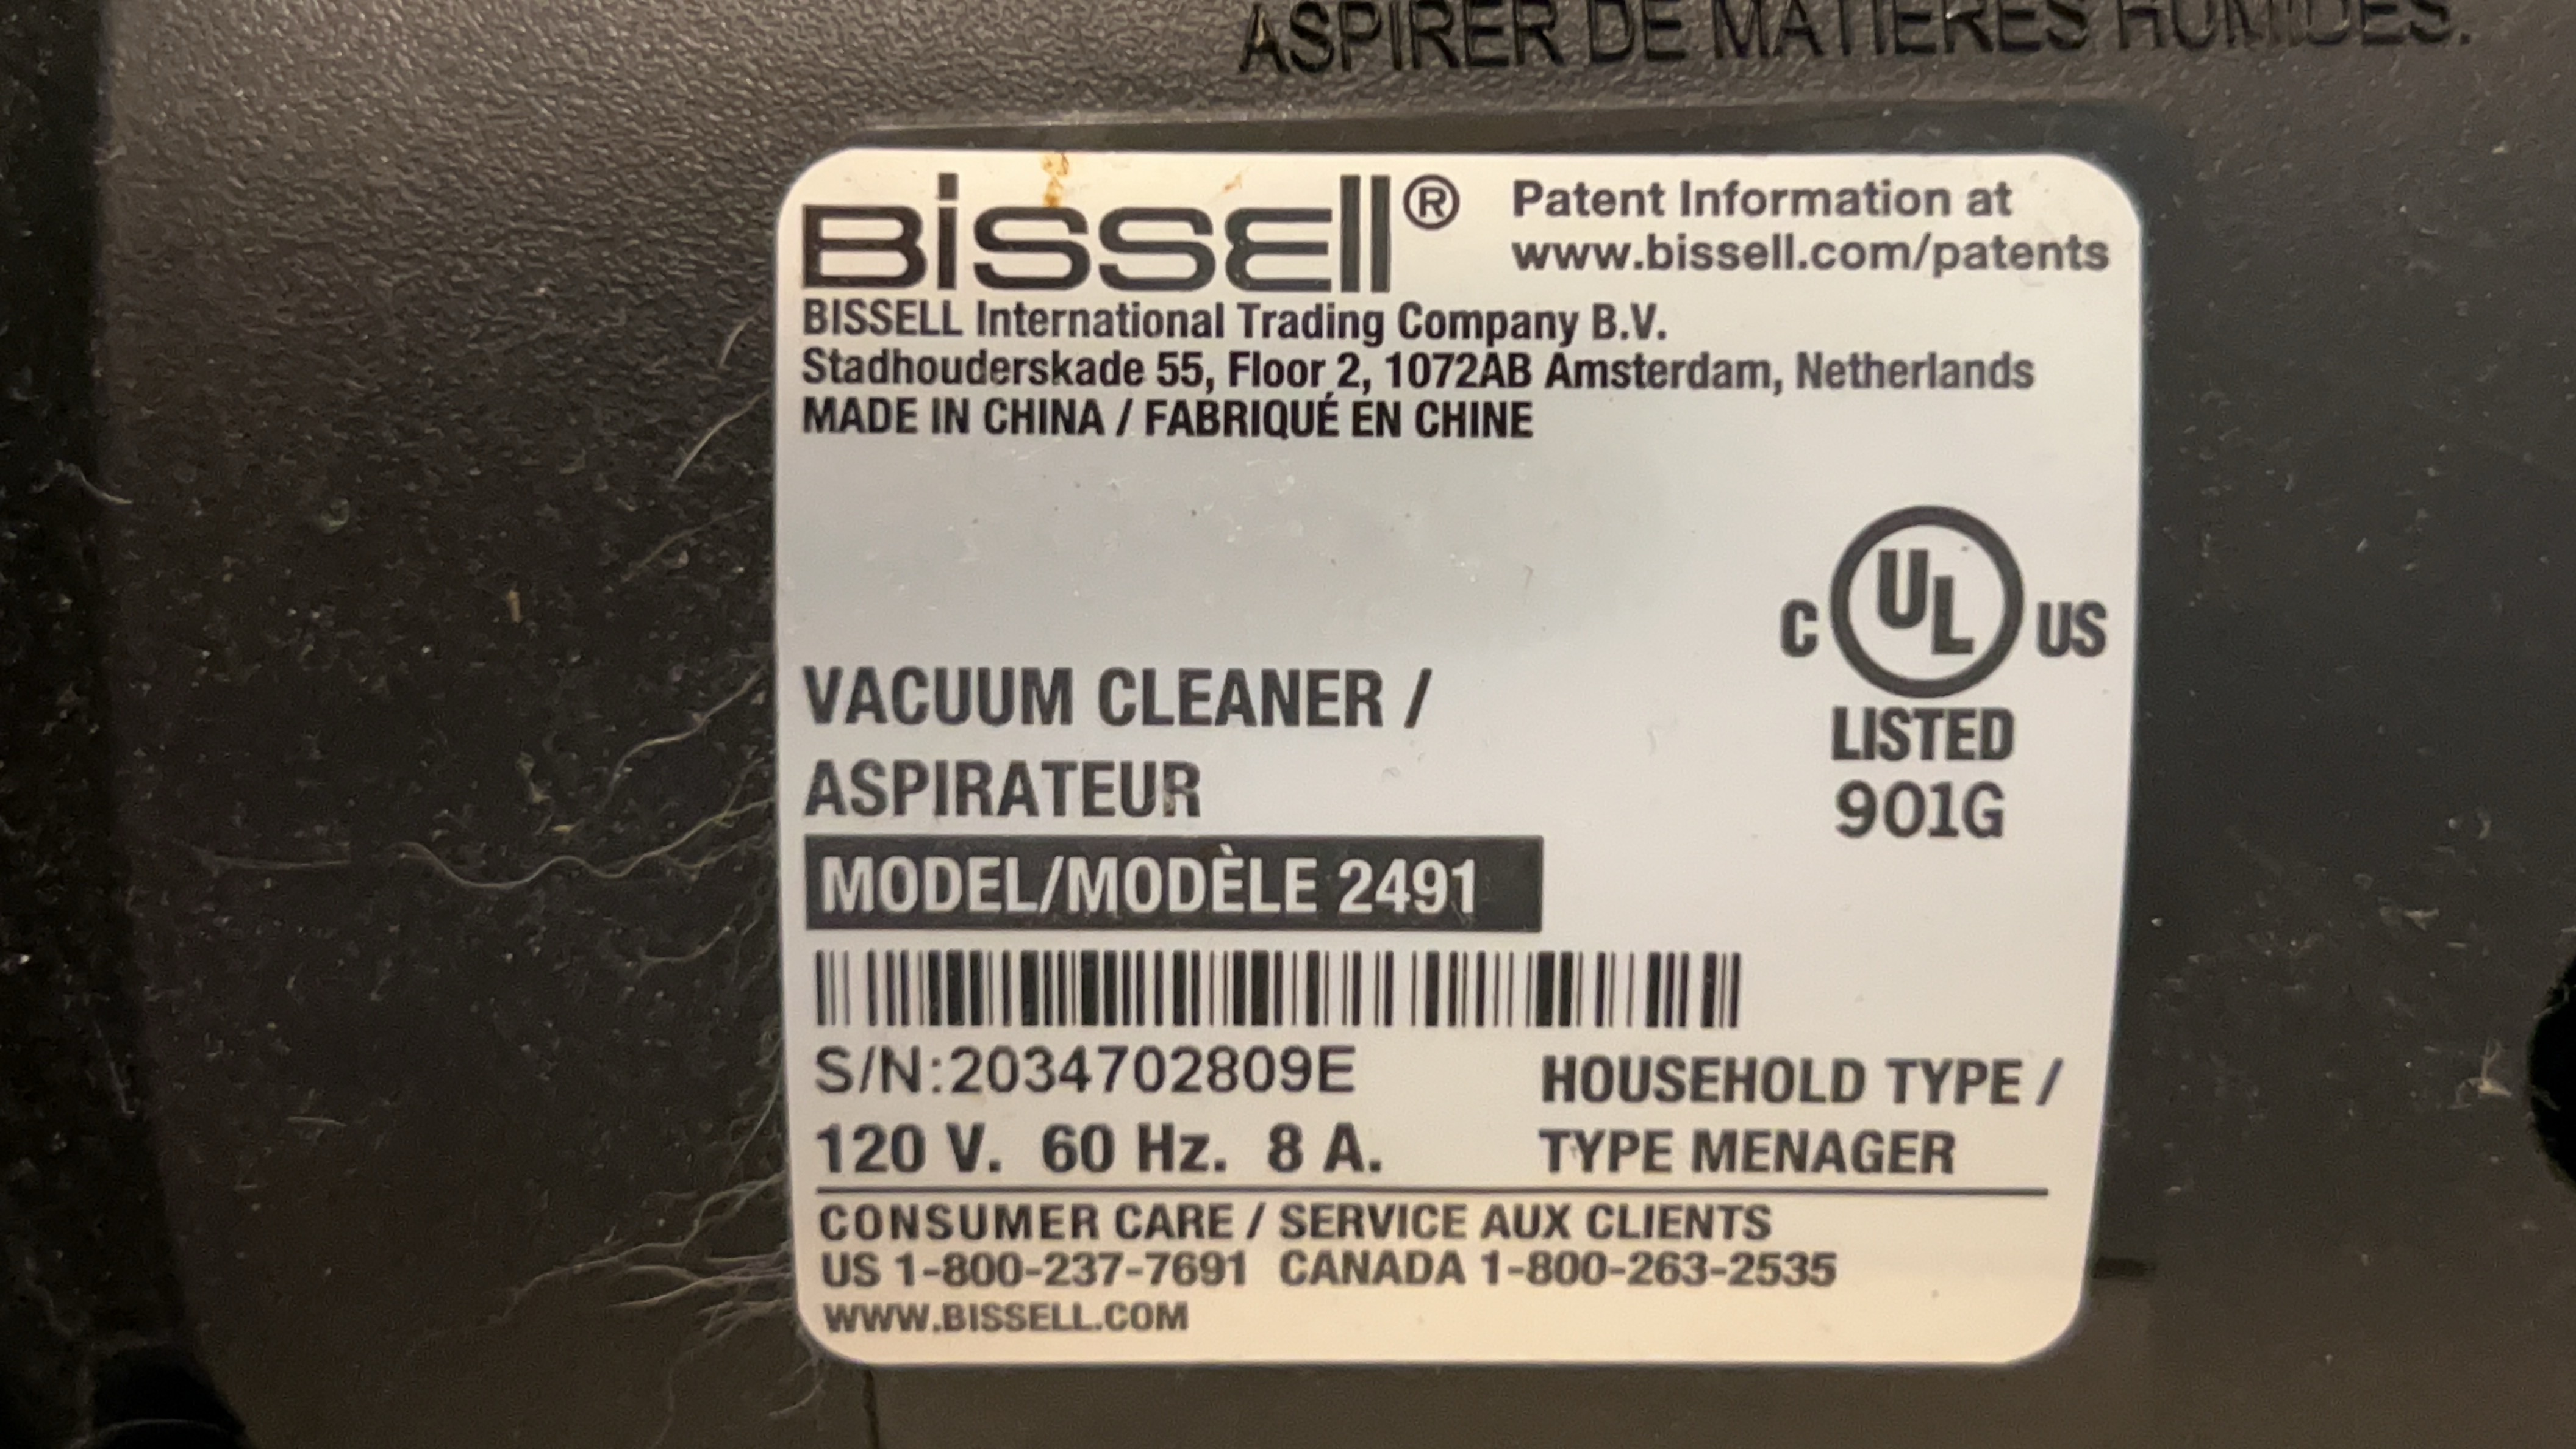 ASPIRER DE MATIÈRES HUMIDES.
BISSELL® Patent Information at
www.bissell.com/patents
BISSELL International Trading Company B.V.
Stadhouderskade 55, Floor 2, 1072AB Amsterdam, Netherlands
MADE IN CHINA / FABRIQUÉ EN CHINE
C UL US
LISTED
901G
VACUUM CLEANER /
ASPIRATEUR
MODEL/MODÈLE 2491
S/N:2034702809E
120 V. 60 Hz. 8 A.
HOUSEHOLD TYPE /
TYPE MENAGER
CONSUMER CARE / SERVICE AUX CLIENTS
US 1-800-237-7691 CANADA 1-800-263-2535
WWW.BISSELL.COM